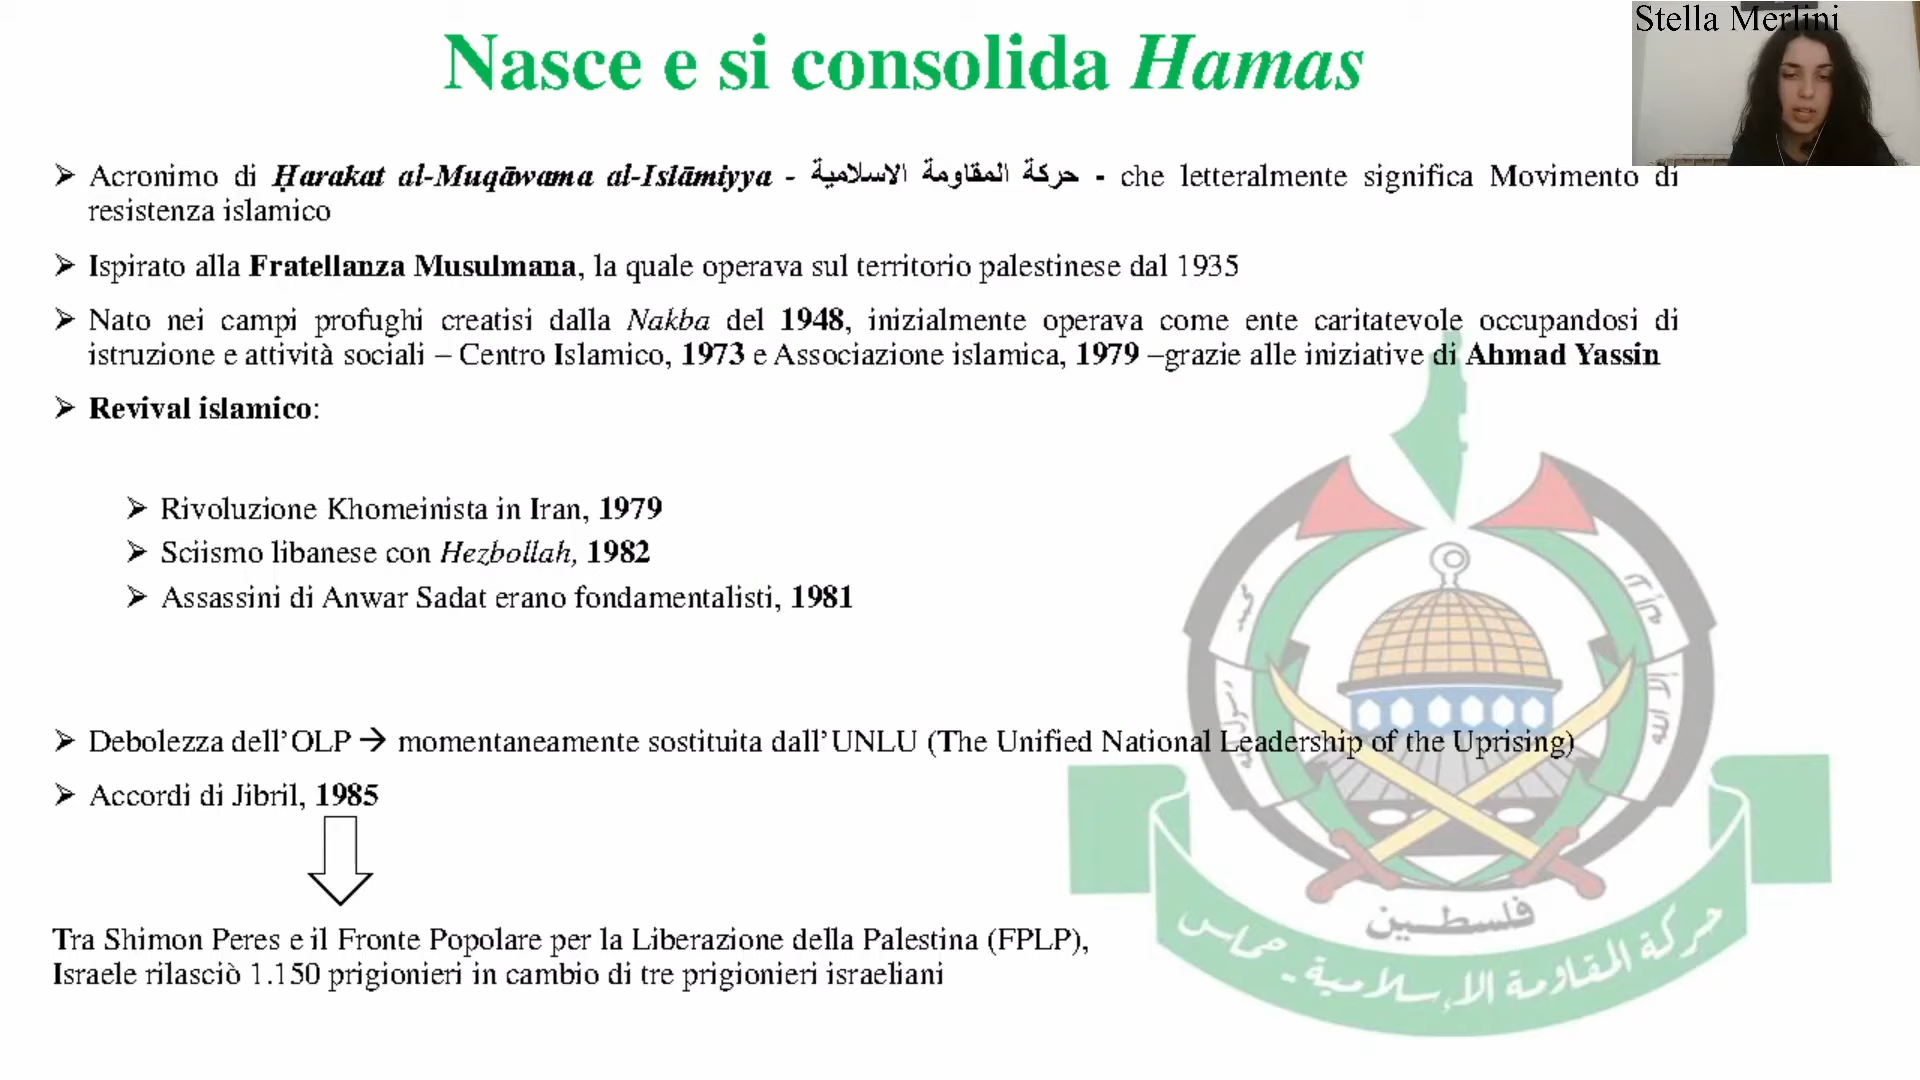 Nasce e si consolida Hamas
Stella Merlini
➢ Acronimo di Ḥarakat al-Muqāwama al-Islāmiyya - حركة المقاومة الاسلامية - che letteralmente significa Movimento di
resistenza islamico
➢ Ispirato alla Fratellanza Musulmana, la quale operava sul territorio palestinese dal 1935
➢ Nato nei campi profughi creatisi dalla Nakba del 1948, inizialmente operava come ente caritatevole occupandosi di
istruzione e attività sociali – Centro Islamico, 1973 e Associazione islamica, 1979 –grazie alle iniziative di Ahmad Yassin
➢ Revival islamico:
➢ Rivoluzione Khomeinista in Iran, 1979
➢ Sciismo libanese con Hezbollah, 1982
➢ Assassini di Anwar Sadat erano fondamentalisti, 1981
➢ Debolezza dell’OLP → momentaneamente sostituita dall’UNLU (The Unified National Leadership of the Uprising)
➢ Accordi di Jibril, 1985
Tra Shimon Peres e il Fronte Popolare per la Liberazione della Palestina (FPLP),
Israele rilasciò 1.150 prigionieri in cambio di tre prigionieri israeliani
محمد
رسول الله
الله
فلسطين
حركة المقاومة الإسلامية - حماس